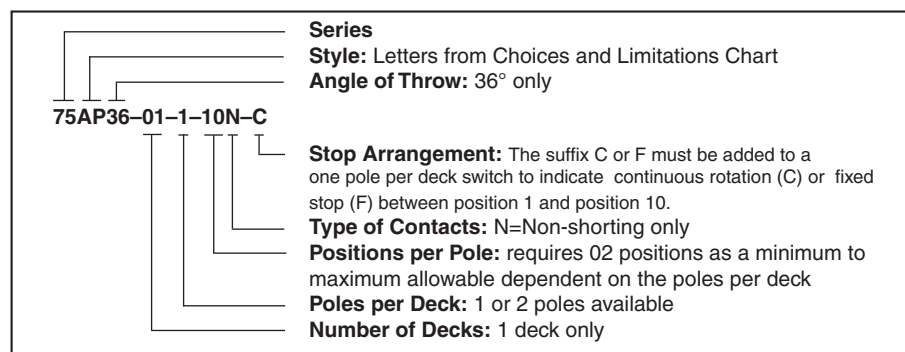 Series
Style: Letters from Choices and Limitations Chart
Angle of Throw: 36° only
75AP36–01–1–10N–C
Stop Arrangement: The suffix C or F must be added to a
one pole per deck switch to indicate continuous rotation (C) or fixed
stop (F) between position 1 and position 10.
Type of Contacts: N=Non-shorting only
Positions per Pole: requires 02 positions as a minimum to
maximum allowable dependent on the poles per deck
Poles per Deck: 1 or 2 poles available
Number of Decks: 1 deck only